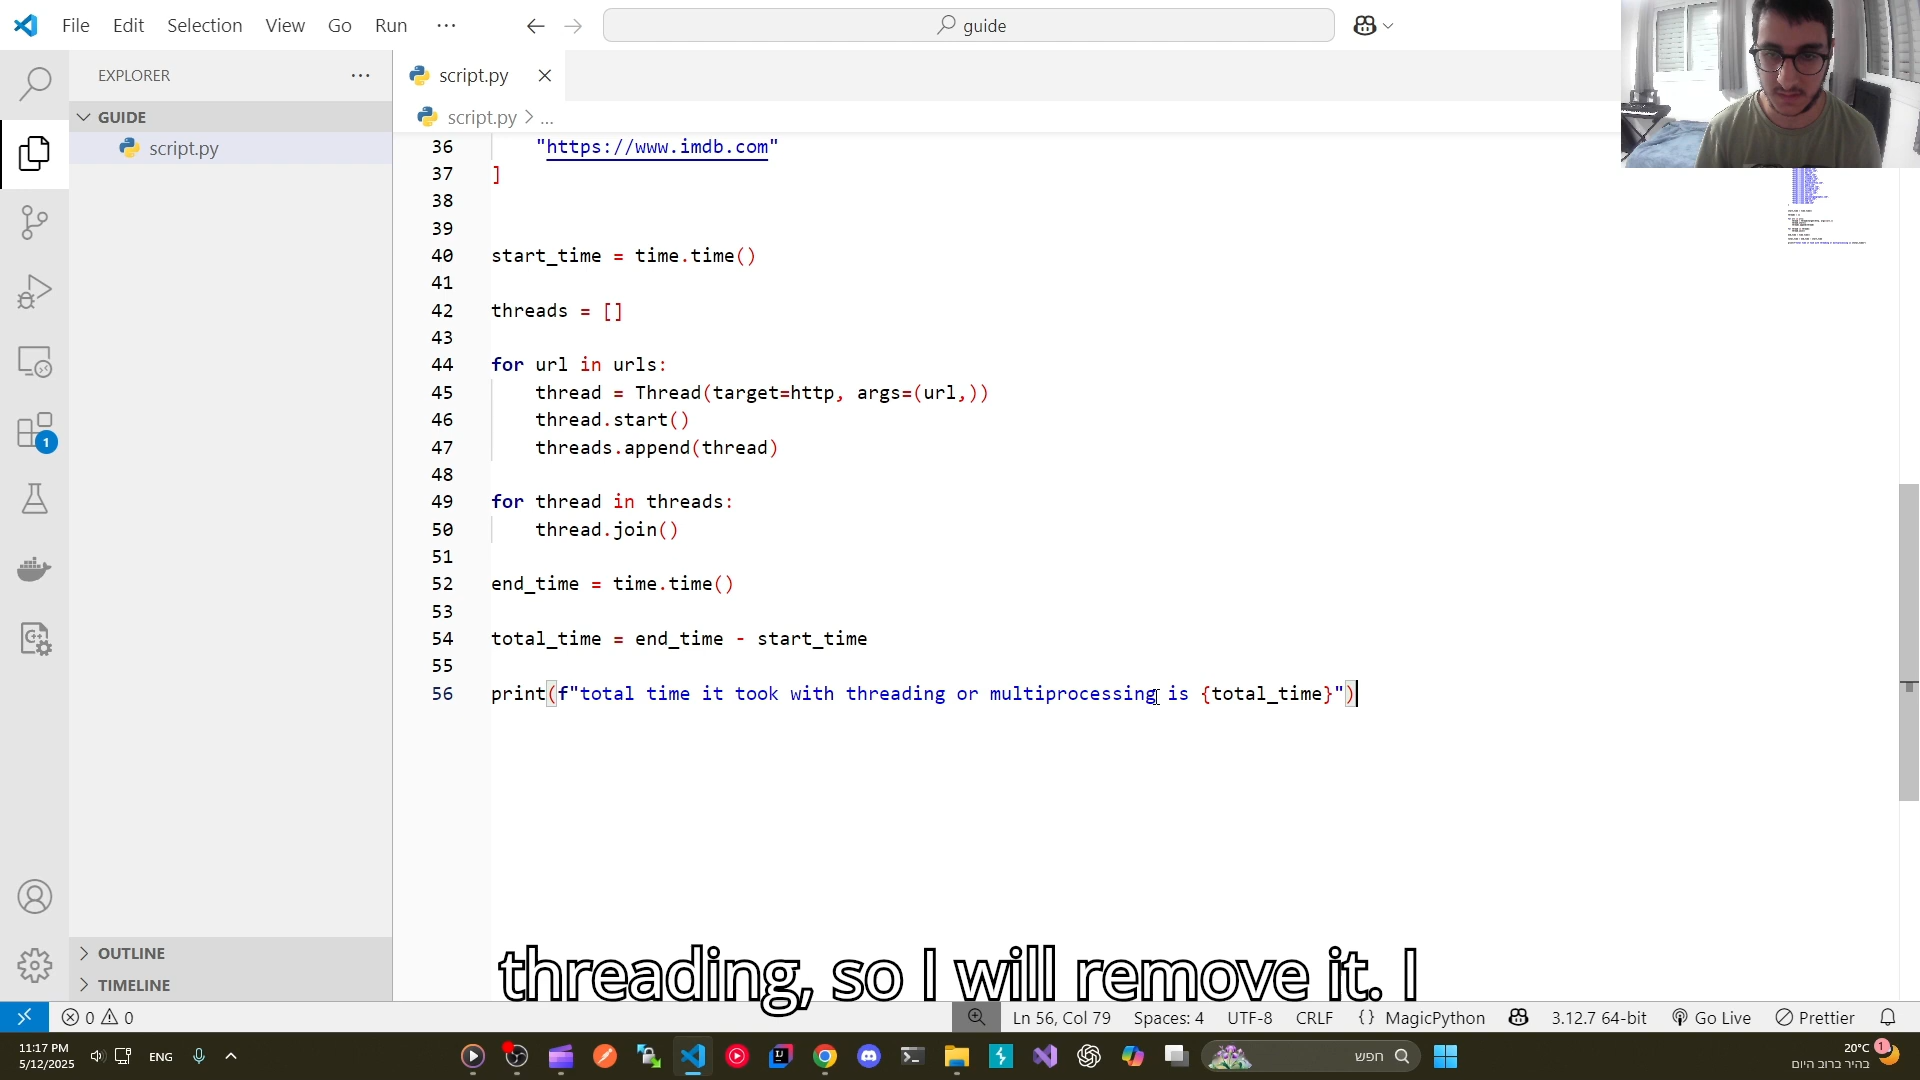 File Edit Selection View Go Run ···
guide
EXPLORER ···
script.py
GUIDE
script.py
script.py > ...
36 "https://www.imdb.com"
37 ]
38
39
40 start_time = time.time()
41
42 threads = []
43
44 for url in urls:
45 thread = Thread(target=http, args=(url,))
46 thread.start()
47 threads.append(thread)
48
49 for thread in threads:
50 thread.join()
51
52 end_time = time.time()
53
54 total_time = end_time - start_time
55
56 print(f"total time it took with threading or multiprocessing is {total_time}")
1
OUTLINE
TIMELINE
threading, so I will remove it. I
0 0
Ln 56, Col 79 Spaces: 4 UTF-8 CRLF {} MagicPython 3.12.7 64-bit Go Live Prettier
11:17 PM
5/12/2025
ENG
חפש
20°C
בהיר ברוב היום
1